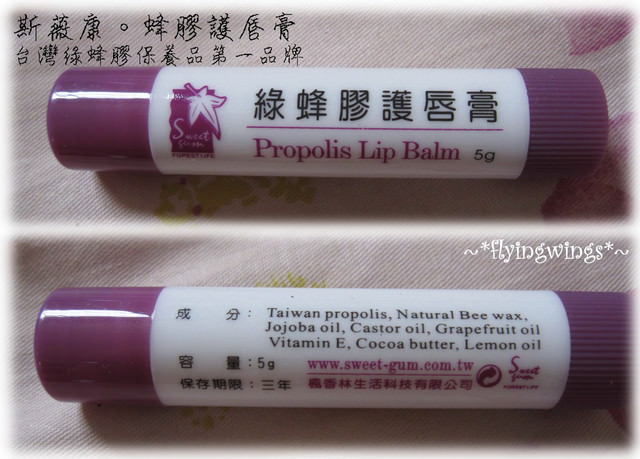 斯薇康。蜂膠護唇膏
台灣綠蜂膠保養品第一品牌
綠蜂膠護唇膏
Propolis Lip Balm 5g
Sweet
gum
FOREST LIFE
~*flyingwings*~
成 分: Taiwan propolis, Natural Bee wax,
Jojoba oil, Castor oil, Grapefruit oil
Vitamin E, Cocoa butter, Lemon oil
容 量: 5g www.sweet-gum.com.tw
保存期限: 三年 楓香林生活科技有限公司
Sweet
gum
FOREST LIFE